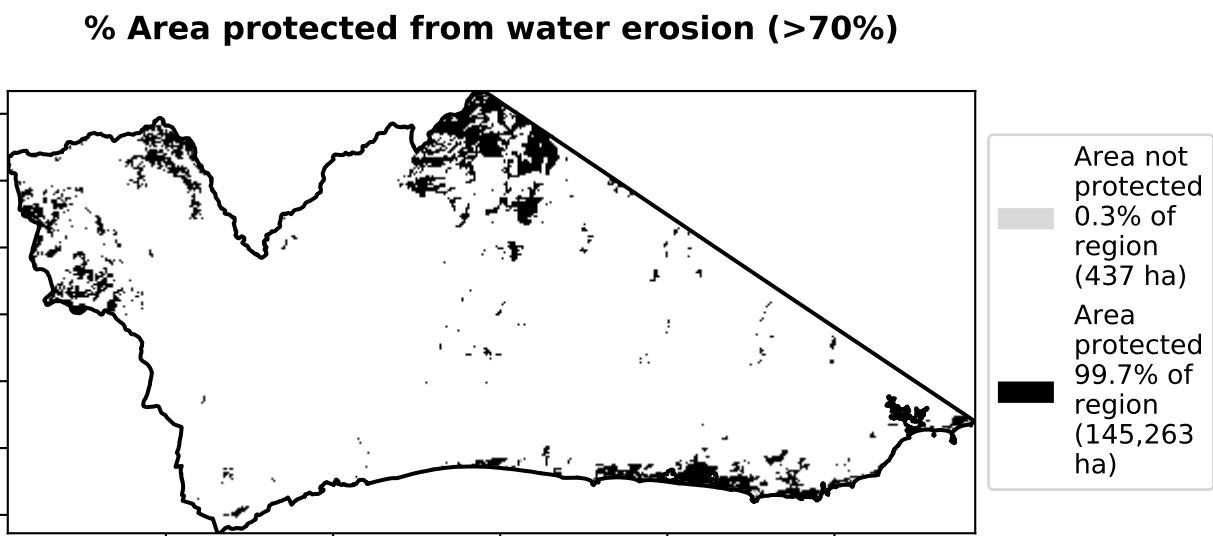 % Area protected from water erosion (>70%)
Area not
protected
0.3% of
region
(437 ha)
Area
protected
99.7% of
region
(145,263
ha)